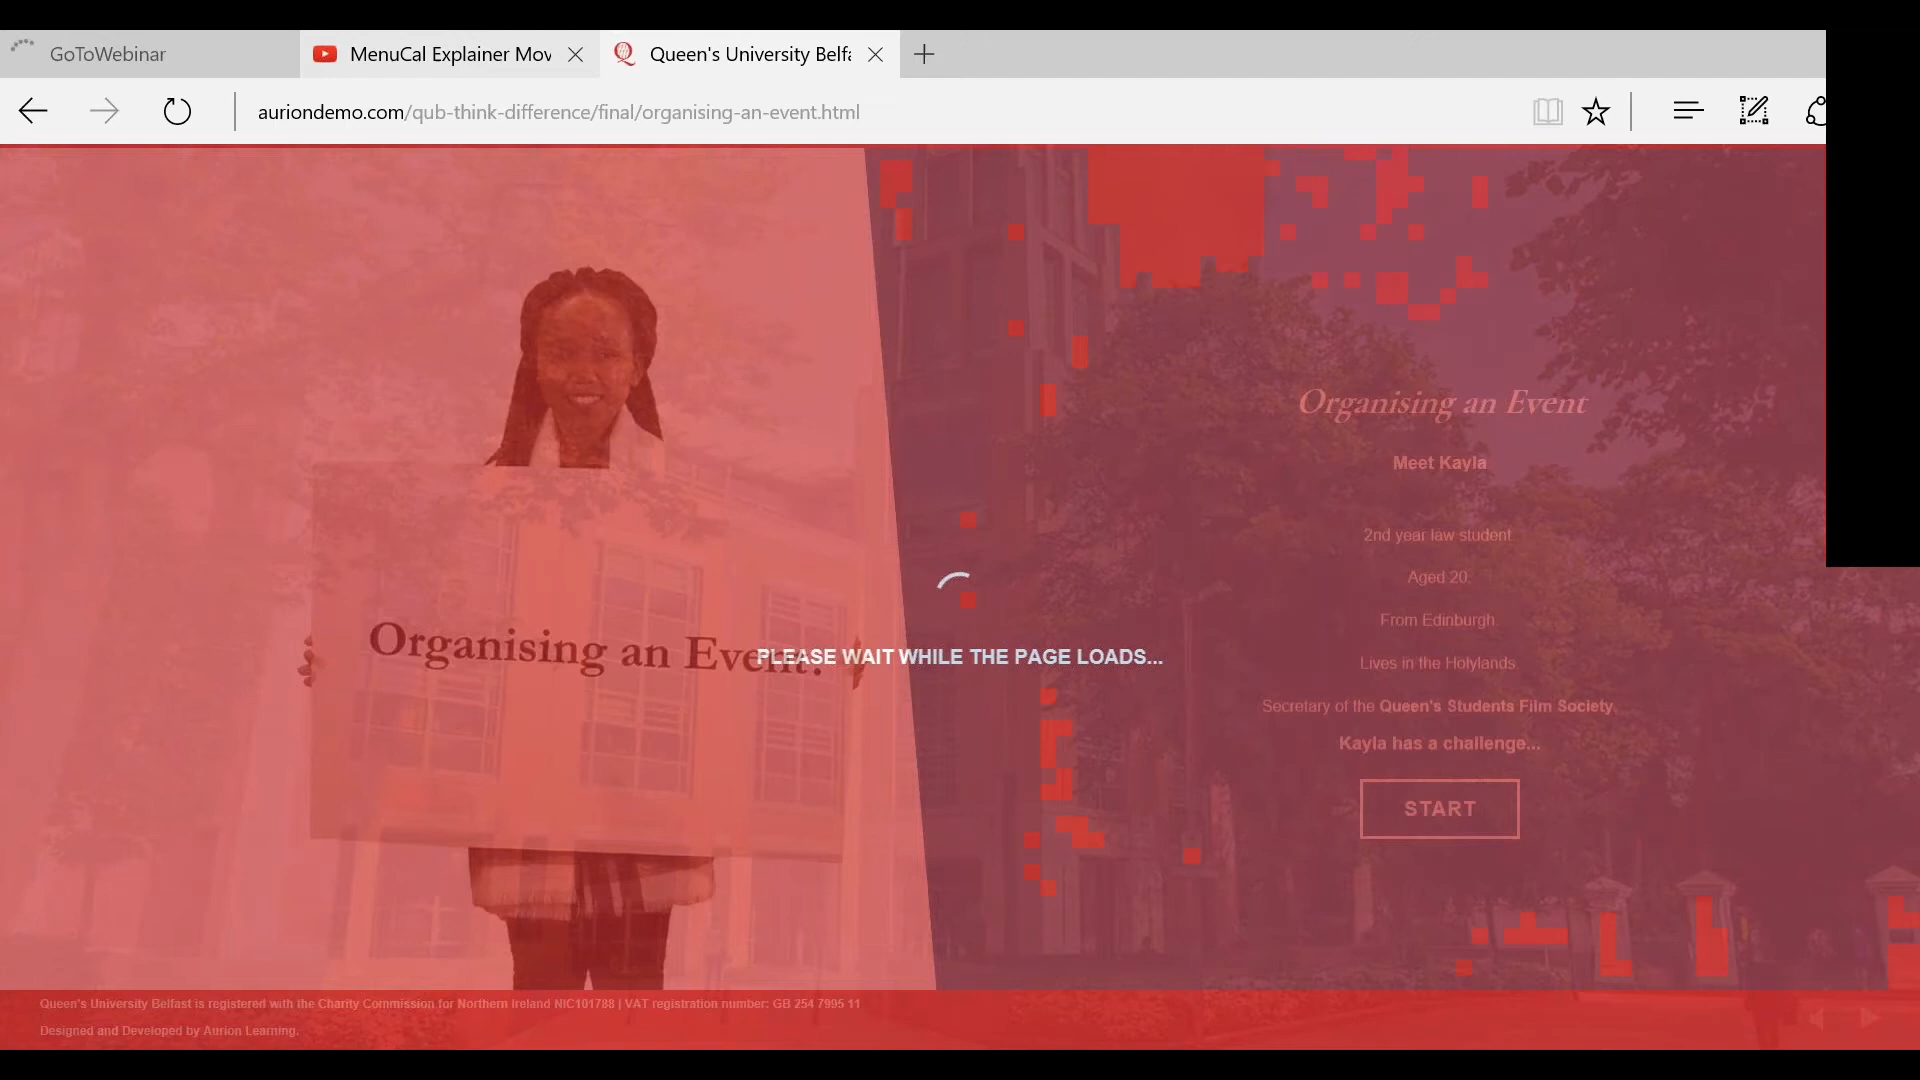 GoToWebinar
MenuCal Explainer Mov
Queen's University Belfa
auriondemo.com/qub-think-difference/final/organising-an-event.html
Organising an Event
Meet Kayla
2nd year law student.
Aged 20.
From Edinburgh.
Lives in the Holylands.
Organising an Event.
PLEASE WAIT WHILE THE PAGE LOADS...
Secretary of the Queen's Students Film Society.
Kayla has a challenge...
START
Queen's University Belfast is registered with the Charity Commission for Northern Ireland NIC101788 | VAT registration number: GB 254 7995 11
Designed and Developed by Aurion Learning.